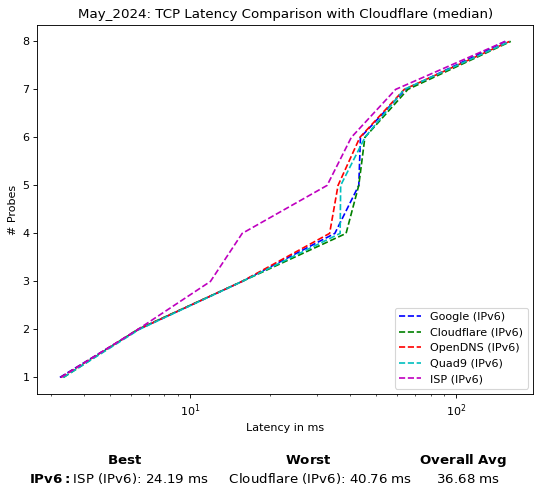 May_2024: TCP Latency Comparison with Cloudflare (median)
8
7
6
5
4
3
2
1
# Probes
10¹
10²
Latency in ms
Google (IPv6)
Cloudflare (IPv6)
OpenDNS (IPv6)
Quad9 (IPv6)
ISP (IPv6)
Best Worst Overall Avg
IPv6: ISP (IPv6): 24.19 ms Cloudflare (IPv6): 40.76 ms 36.68 ms